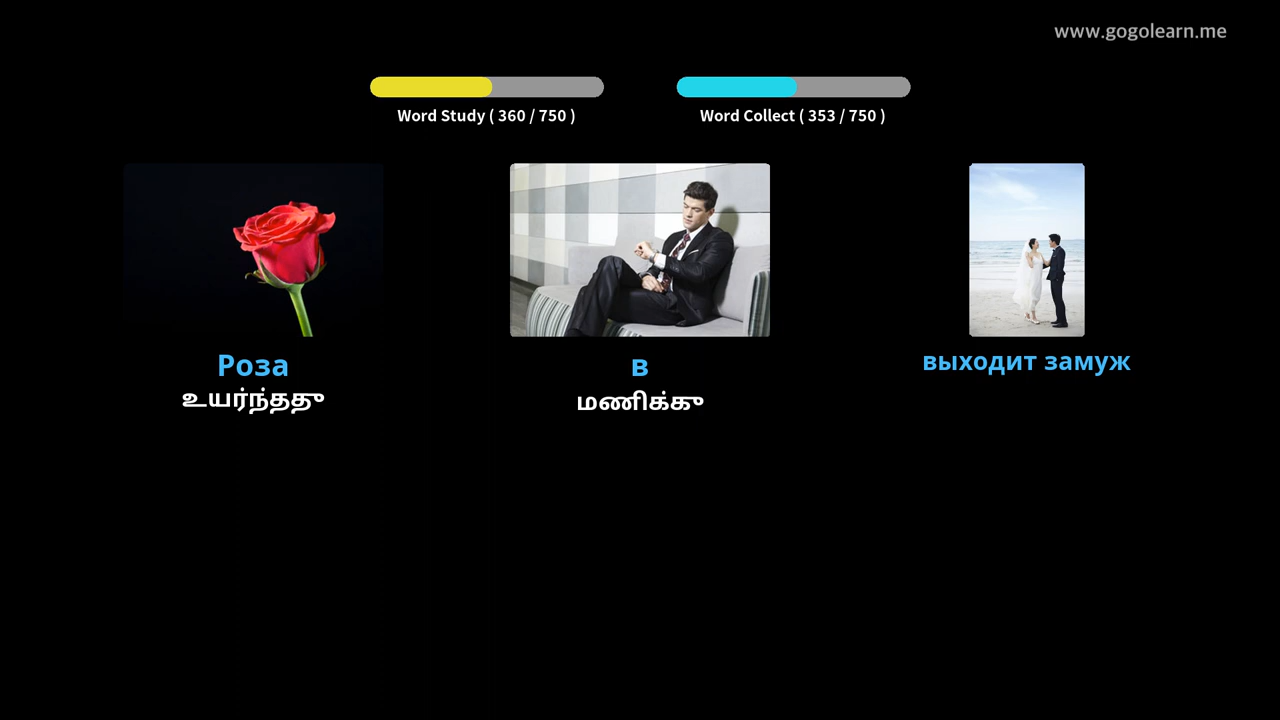 www.gogolearn.me
Word Study ( 360 / 750 )
Word Collect ( 353 / 750 )
Роза
உயர்ந்தது
в
மணிக்கு
выходит замуж